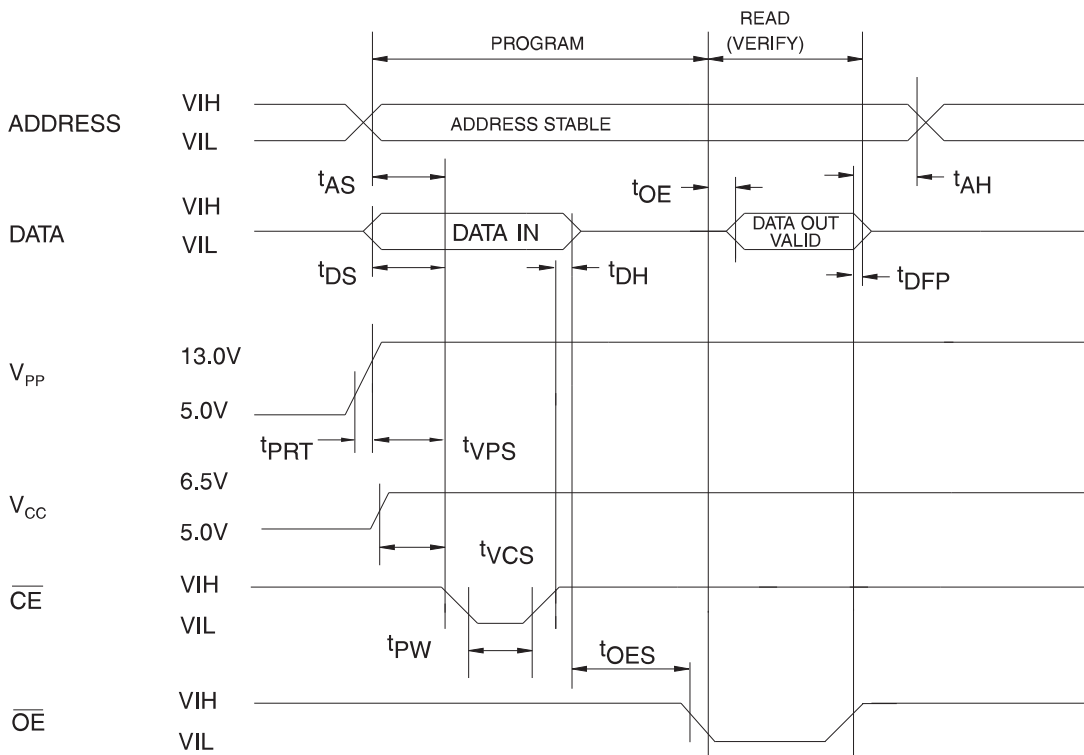 READ
PROGRAM (VERIFY)
VIH
ADDRESS ADDRESS STABLE
VIL
tAS tOE tAH
VIH
DATA DATA IN DATA OUT
VIL VALID
tDS tDH tDFP
13.0V
VPP
5.0V
tPRT tVPS
6.5V
VCC
5.0V
tVCS
VIH
CE
VIL
tPW tOES
VIH
OE
VIL